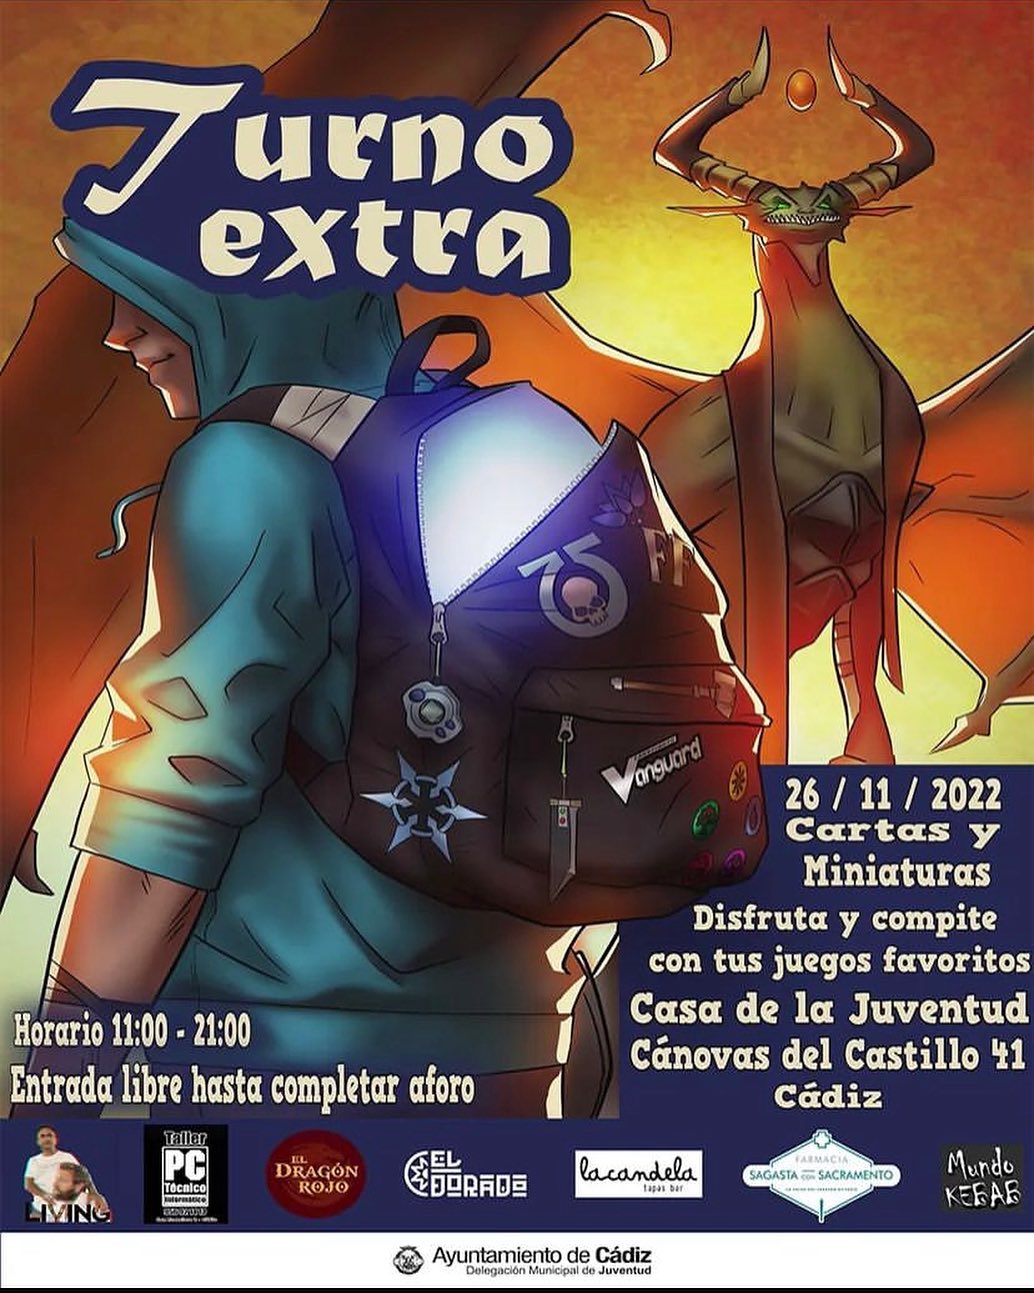 Turno
extra
FF
Vanguard
26 / 11 / 2022
Cartas y
Miniaturas
Disfruta y compite
con tus juegos favoritos
Casa de la Juventud
Cánovas del Castillo 41
Cádiz
Horario 11:00 - 21:00
Entrada libre hasta completar aforo
LIVING
Taller
PC
Técnico
Informático
EL
DRAGÓN
ROJO
EL
DORADO
lacandela
tapas bar
FARMACIA
SAGASTA CON SACRAMENTO
Mundo
KEBAB
Ayuntamiento de Cádiz
Delegación Municipal de Juventud